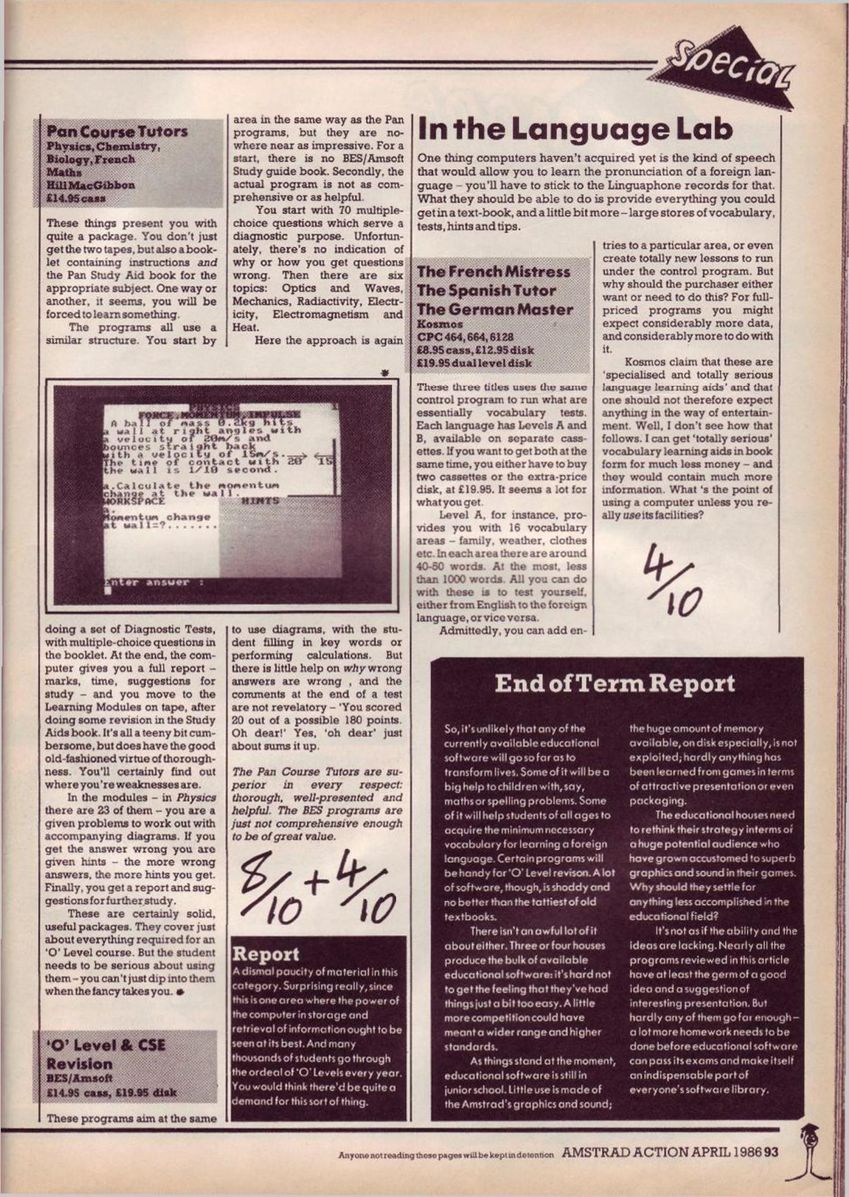 Special
Pan Course Tutors
Physics, Chemistry,
Biology, French
Maths
Hill MacGibbon
£14.95 cass
These things present you with
quite a package. You don't just
get the two tapes, but also a book-
let containing instructions and
the Pan Study Aid book for the
appropriate subject. One way or
another, it seems, you will be
forced to learn something.
The programs all use a
similar structure. You start by
PHYSICS
FORCE, MOMENTUM, IMPULSE
A ball of mass 0.2kg hits
a wall at right angles with
a velocity of 20m/s and
bounces straight back
with a velocity of 15m/s.
The time of contact with 20 15
the wall is 1/10 second.
a.Calculate the momentum
change at the wall.
WORKSPACE HINTS
a.
Momentum change
at wall=?.......
Enter answer :
doing a set of Diagnostic Tests,
with multiple-choice questions in
the booklet. At the end, the com-
puter gives you a full report –
marks, time, suggestions for
study – and you move to the
Learning Modules on tape, after
doing some revision in the Study
Aids book. It's all a teeny bit cum-
bersome, but does have the good
old-fashioned virtue of thorough-
ness. You'll certainly find out
where you're weaknesses are.
In the modules – in Physics
there are 23 of them – you are a
given problems to work out with
accompanying diagrams. If you
get the answer wrong you are
given hints – the more wrong
answers, the more hints you get.
Finally, you get a report and sug-
gestions for further study.
These are certainly solid,
useful packages. They cover just
about everything required for an
'O' Level course. But the student
needs to be serious about using
them – you can't just dip into them
when the fancy takes you.
'O' Level & CSE
Revision
BES/Amsoft
£14.95 cass, £19.95 disk
These programs aim at the same
area in the same way as the Pan
programs, but they are no-
where near as impressive. For a
start, there is no BES/Amsoft
Study guide book. Secondly, the
actual program is not as com-
prehensive or as helpful.
You start with 70 multiple-
choice questions which serve a
diagnostic purpose. Unfortun-
ately, there's no indication of
why or how you get questions
wrong. Then there are six
topics: Optics and Waves,
Mechanics, Radiactivity, Electr-
icity, Electromagnetism and
Heat.
Here the approach is again
to use diagrams, with the stu-
dent filling in key words or
performing calculations. But
there is little help on why wrong
answers are wrong , and the
comments at the end of a test
are not revelatory – 'You scored
20 out of a possible 180 points.
Oh dear!' Yes, 'oh dear' just
about sums it up.
The Pan Course Tutors are su-
perior in every respect:
thorough, well-presented and
helpful. The BES programs are
just not comprehensive enough
to be of great value.
8/10 + 4/10
Report
A dismal paucity of material in this
category. Surprising really, since
this is one area where the power of
the computer in storage and
retrieval of information ought to be
seen at its best. And many
thousands of students go through
the ordeal of 'O' Levels every year.
You would think there'd be quite a
demand for this sort of thing.
In the Language Lab
One thing computers haven't acquired yet is the kind of speech
that would allow you to learn the pronunciation of a foreign lan-
guage – you'll have to stick to the Linguaphone records for that.
What they should be able to do is provide everything you could
get in a text-book, and a little bit more – large stores of vocabulary,
tests, hints and tips.
The French Mistress
The Spanish Tutor
The German Master
Kosmos
CPC 464, 664, 6128
£8.95 cass, £12.95 disk
£19.95 dual level disk
These three titles uses the same
control program to run what are
essentially vocabulary tests.
Each language has Levels A and
B, available on separate cass-
ettes. If you want to get both at the
same time, you either have to buy
two cassettes or the extra-price
disk, at £19.95. It seems a lot for
what you get.
Level A, for instance, pro-
vides you with 16 vocabulary
areas – family, weather, clothes
etc. In each area there are around
40-50 words. At the most, less
than 1000 words. All you can do
with these is to test yourself,
either from English to the foreign
language, or vice versa.
Admittedly, you can add en-
tries to a particular area, or even
create totally new lessons to run
under the control program. But
why should the purchaser either
want or need to do this? For full-
priced programs you might
expect considerably more data,
and considerably more to do with
it.
Kosmos claim that these are
'specialised and totally serious
language learning aids' and that
one should not therefore expect
anything in the way of entertain-
ment. Well, I don't see how that
follows. I can get 'totally serious'
vocabulary learning aids in book
form for much less money – and
they would contain much more
information. What 's the point of
using a computer unless you re-
ally use its facilities?
4/10
End of Term Report
So, it's unlikely that any of the
currently available educational
software will go so far as to
transform lives. Some of it will be a
big help to children with, say,
maths or spelling problems. Some
of it will help students of all ages to
acquire the minimum necessary
vocabulary for learning a foreign
language. Certain programs will
be handy for 'O' Level revison. A lot
of software, though, is shoddy and
no better than the tattiest of old
textbooks.
There isn't an awful lot of it
about either. Three or four houses
produce the bulk of available
educational software: it's hard not
to get the feeling that they've had
things just a bit too easy. A little
more competition could have
meant a wider range and higher
standards.
As things stand at the moment,
educational software is still in
junior school. Little use is made of
the Amstrad's graphics and sound;
the huge amount of memory
available, on disk especially, is not
exploited; hardly anything has
been learned from games in terms
of attractive presentation or even
packaging.
The educational houses need
to rethink their strategy in terms of
a huge potential audience who
have grown accustomed to superb
graphics and sound in their games.
Why should they settle for
anything less accomplished in the
educational field?
It's not as if the ability and the
ideas are lacking. Nearly all the
programs reviewed in this article
have at least the germ of a good
idea and a suggestion of
interesting presentation. But
hardly any of them go far enough –
a lot more homework needs to be
done before educational software
can pass its exams and make itself
an indispensable part of
everyone's software library.
Anyone not reading these pages will be kept in detention AMSTRAD ACTION APRIL 1986 93